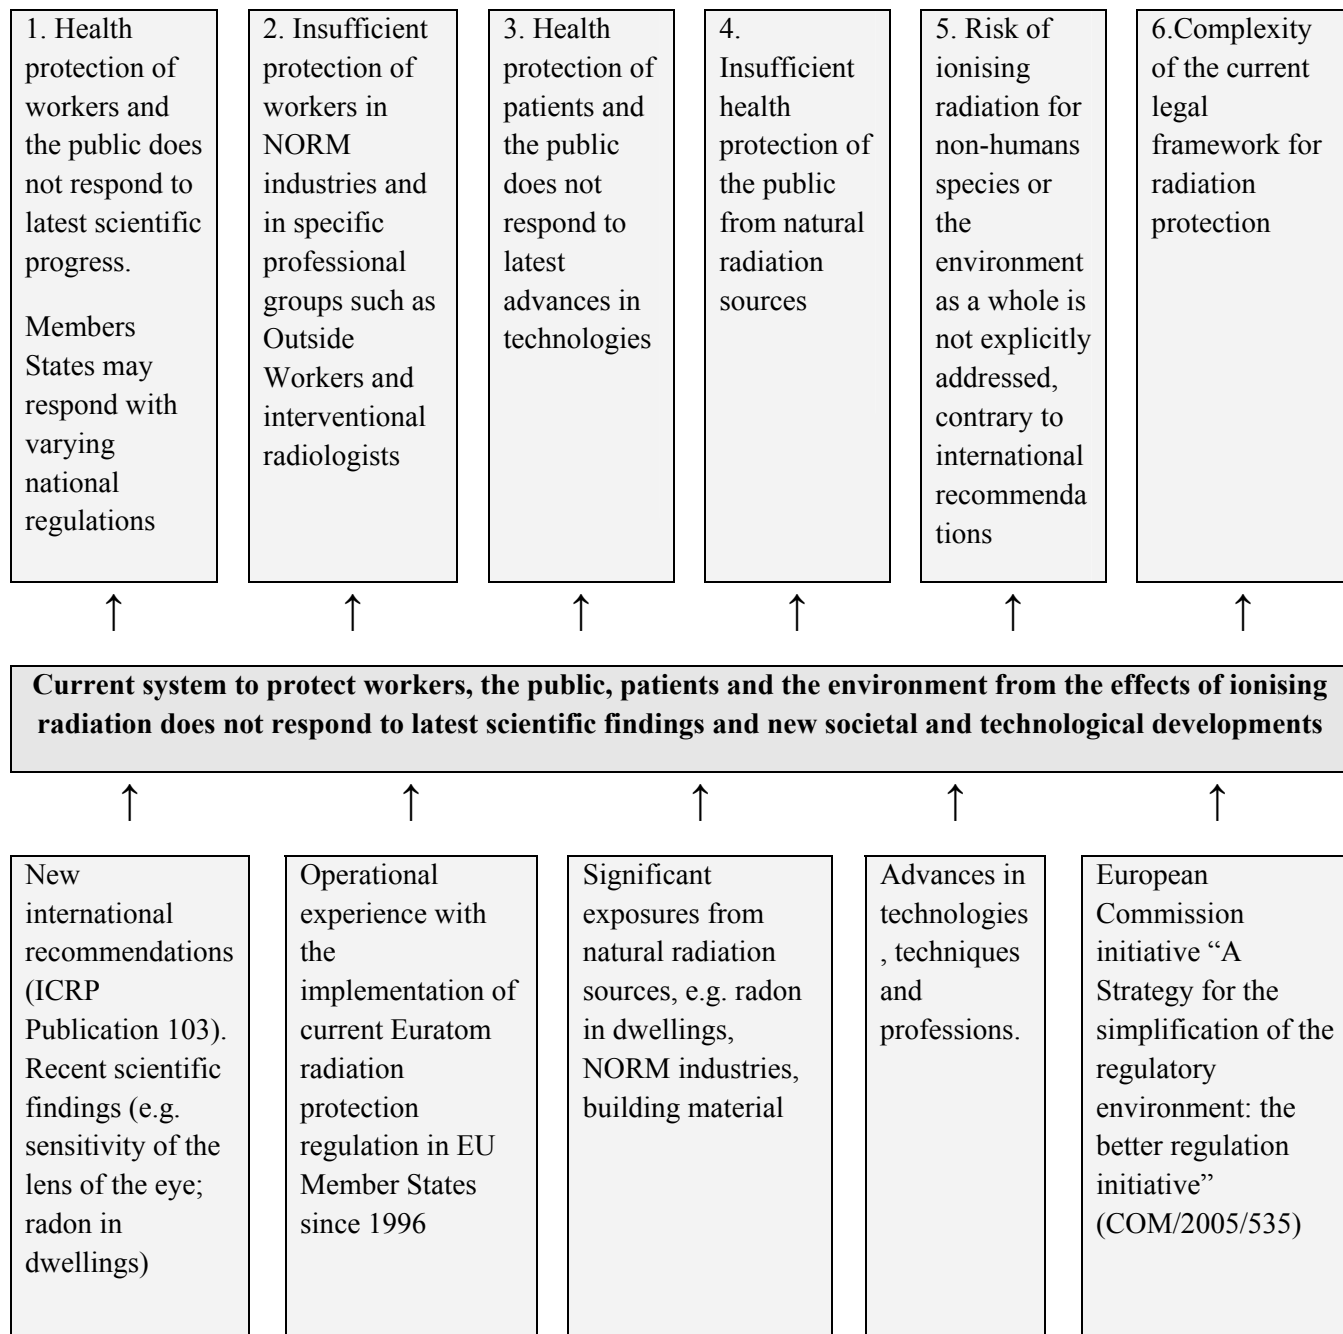 1. Health
protection of
workers and
the public does
not respond to
latest scientific
progress.
Members
States may
respond with
varying
national
regulations
2. Insufficient
protection of
workers in
NORM
industries and
in specific
professional
groups such as
Outside
Workers and
interventional
radiologists
3. Health
protection of
patients and
the public
does not
respond to
latest
advances in
technologies
4.
Insufficient
health
protection of
the public
from natural
radiation
sources
5. Risk of
ionising
radiation for
non-humans
species or
the
environment
as a whole is
not explicitly
addressed,
contrary to
international
recommenda
tions
6.Complexity
of the current
legal
framework for
radiation
protection
↑ ↑ ↑ ↑ ↑ ↑
Current system to protect workers, the public, patients and the environment from the effects of ionising
radiation does not respond to latest scientific findings and new societal and technological developments
↑ ↑ ↑ ↑ ↑
New
international
recommendations
(ICRP
Publication 103).
Recent scientific
findings (e.g.
sensitivity of the
lens of the eye;
radon in
dwellings)
Operational
experience with
the
implementation of
current Euratom
radiation
protection
regulation in EU
Member States
since 1996
Significant
exposures from
natural radiation
sources, e.g. radon
in dwellings,
NORM industries,
building material
Advances in
technologies
, techniques
and
professions.
European
Commission
initiative “A
Strategy for the
simplification of the
regulatory
environment: the
better regulation
initiative”
(COM/2005/535)